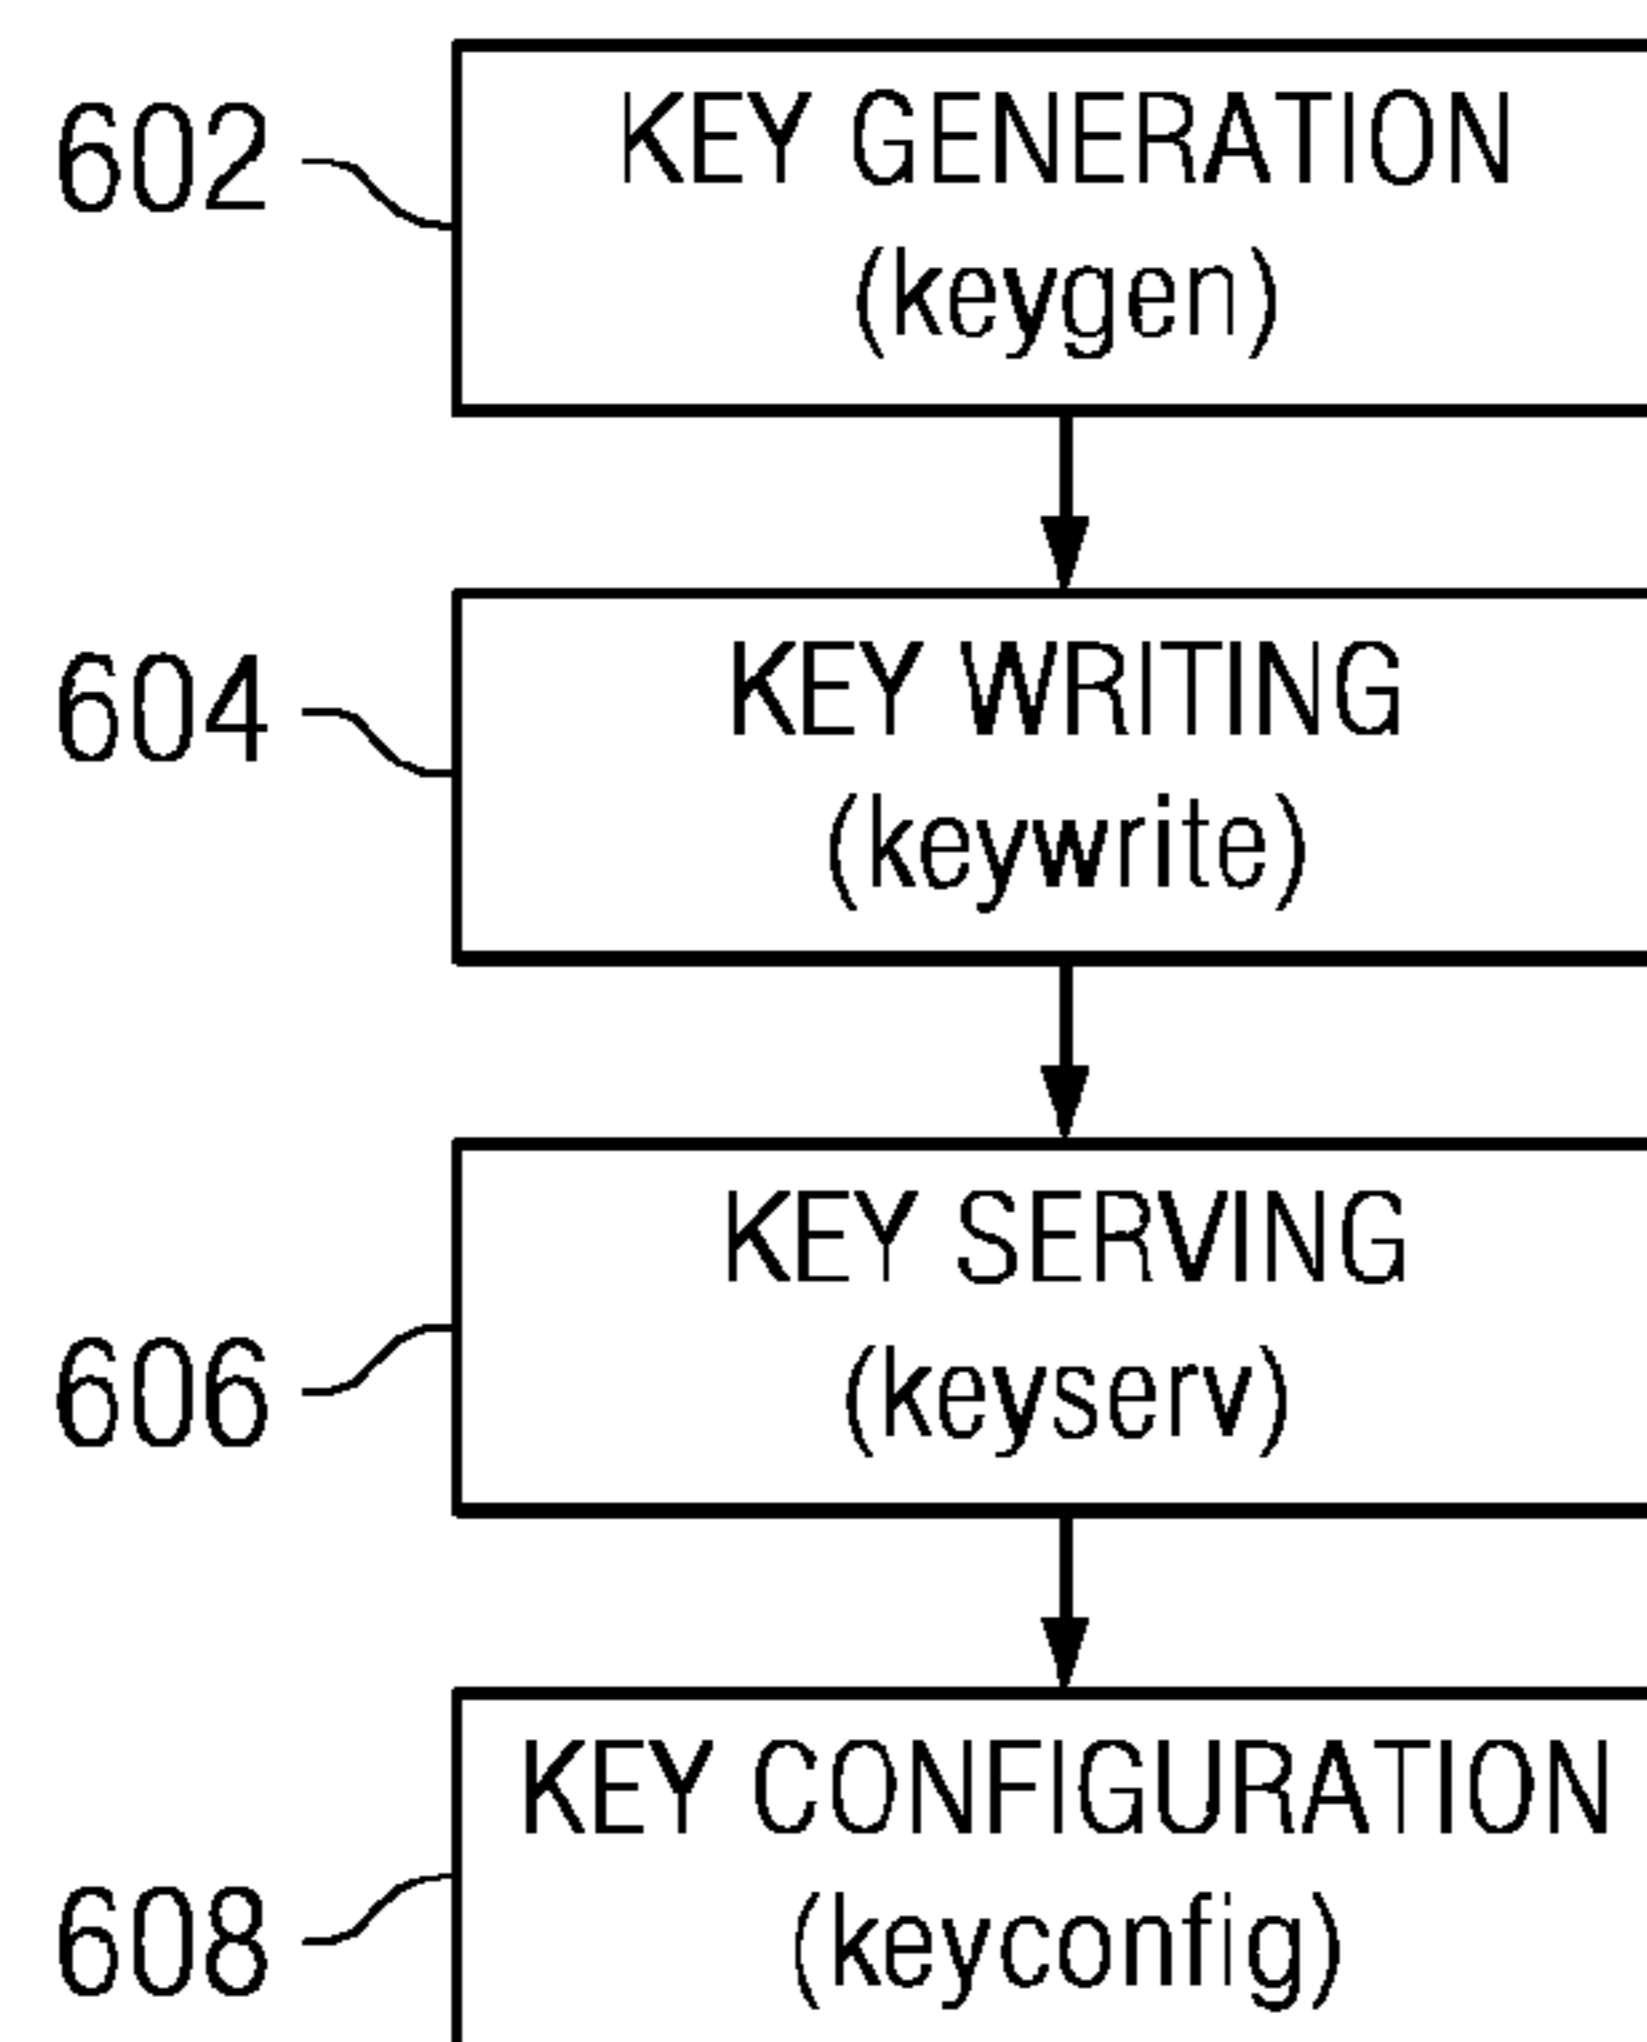 602
KEY GENERATION
(keygen)
604
KEY WRITING
(keywrite)
KEY SERVING
606
(keyserv)
KEY CONFIGURATION
608
(keyconfig)